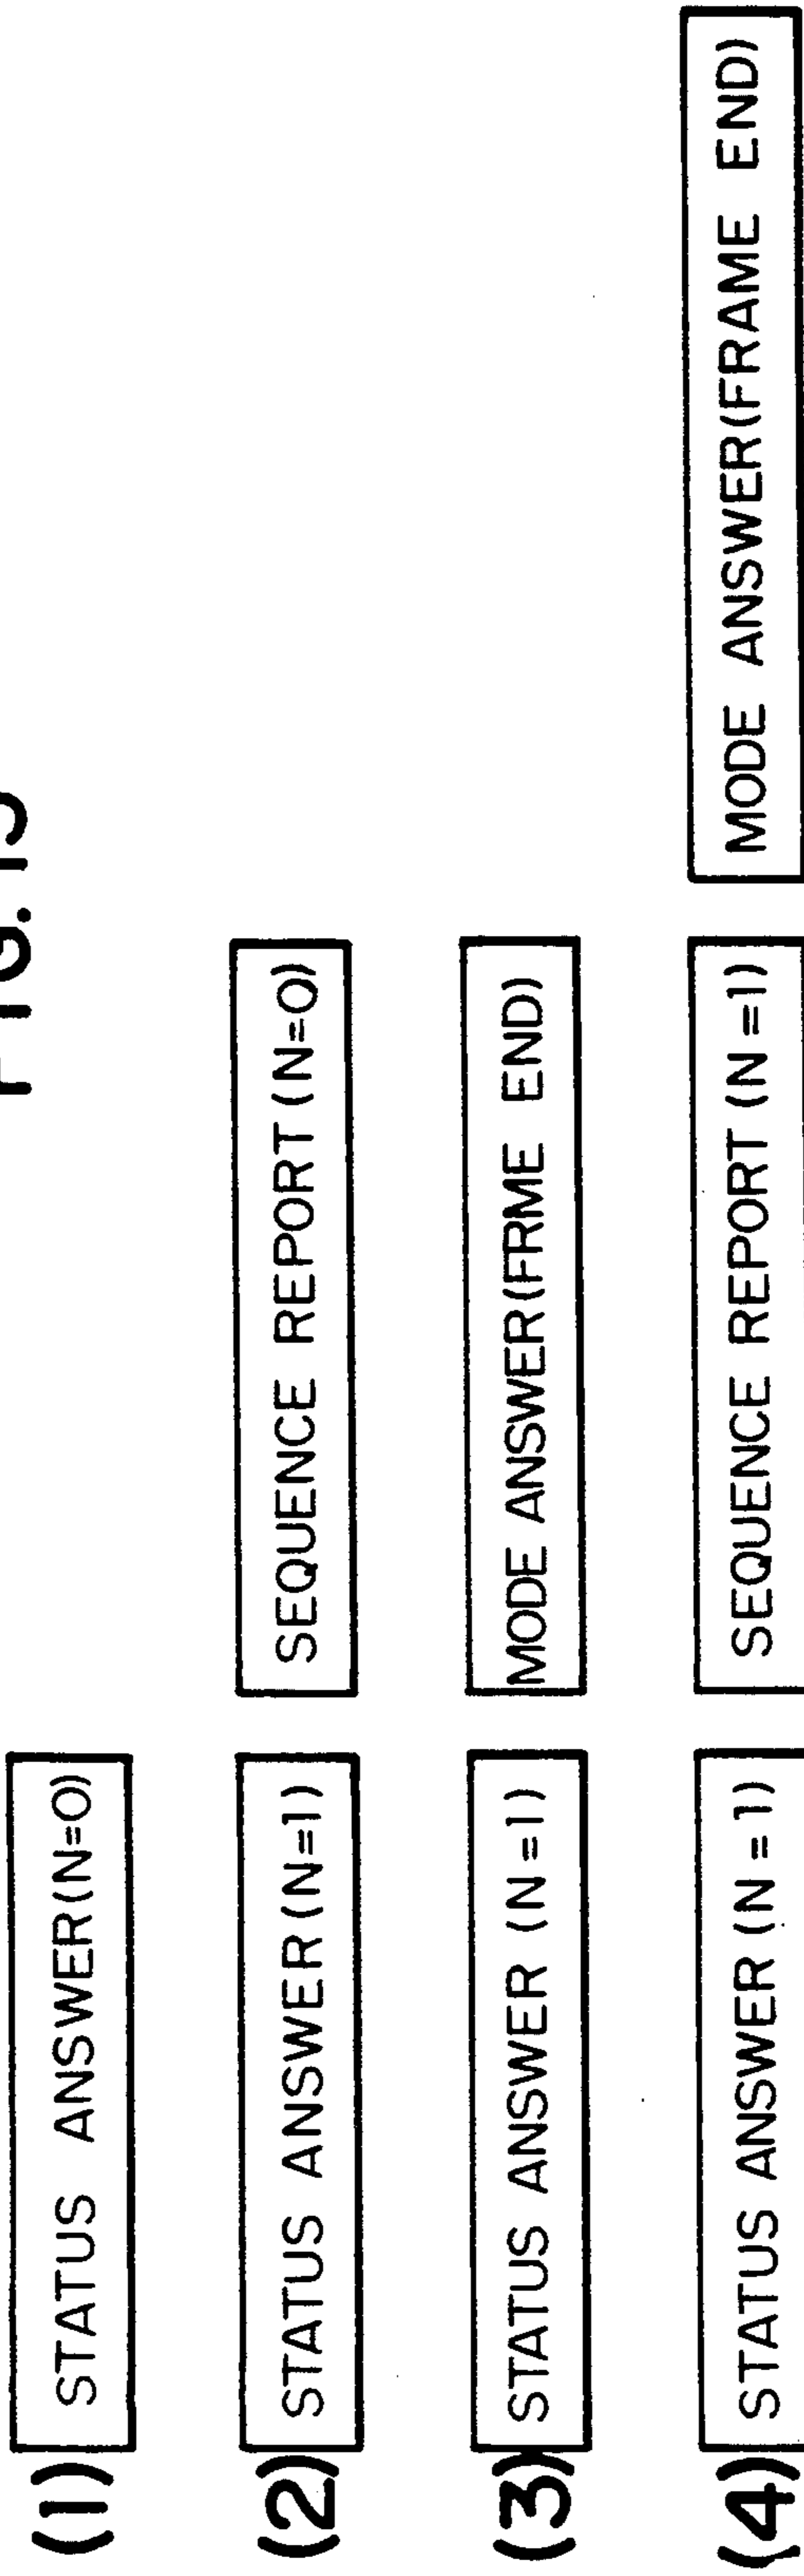 FIG.
(1) STATUS ANSWER(N=0)
(2) STATUS ANSWER(N=1) SEQUENCE REPORT(N=0)
(3) STATUS ANSWER (N=1) MODE ANSWER(FRME END)
(4) STATUS ANSWER (N=1) SEQUENCE REPORT (N=1) MODE ANSWER(FRAME END)